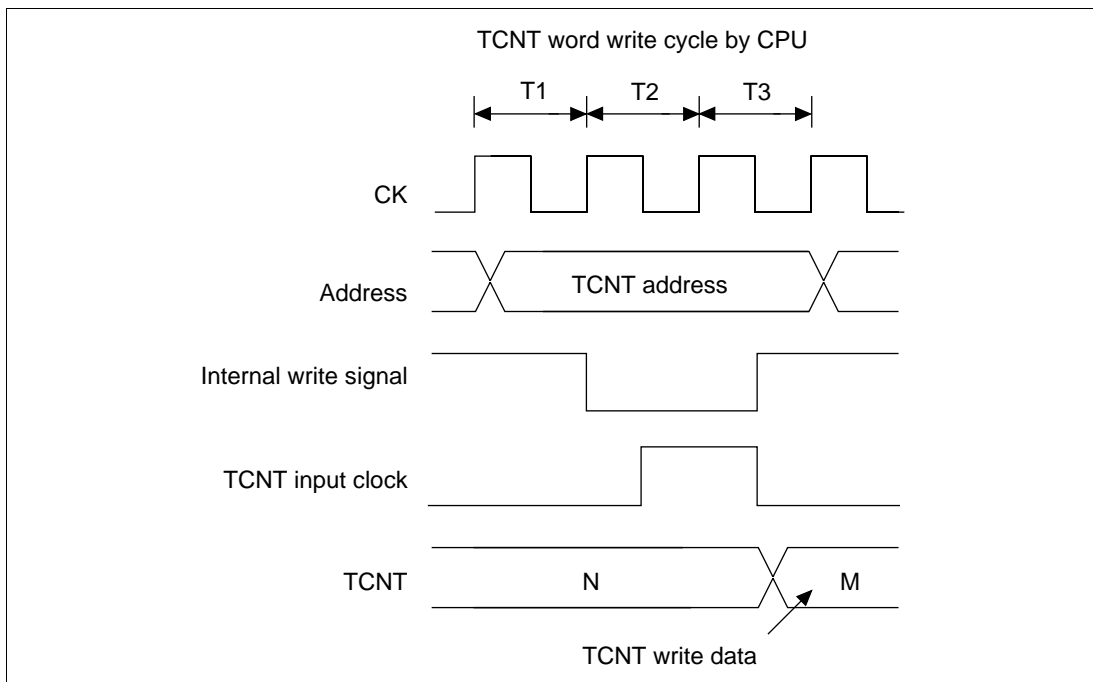 TCNT word write cycle by CPU
T1 T2 T3
CK
Address
TCNT address
Internal write signal
TCNT input clock
TCNT
N
M
TCNT write data